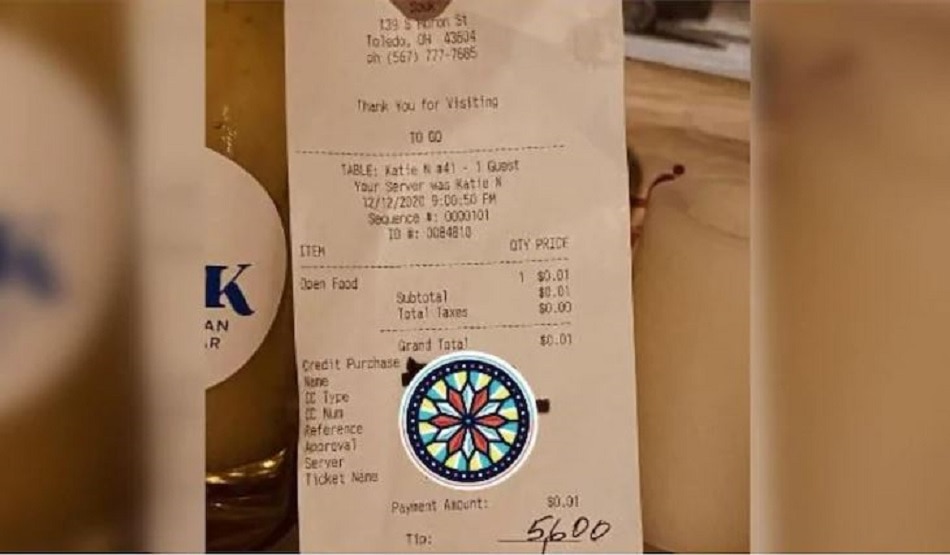 Souk
139 S Huron St
Toledo, OH 43604
ph (567) 777-7685
Thank You for Visiting
TO GO
TABLE: Katie N #41 - 1 Guest
Your Server was Katie N
12/12/2020 9:00:50 PM
Sequence #: 0000101
ID #: 0084810
ITEM QTY PRICE
Open Food 1 $0.01
Subtotal $0.01
Total Taxes $0.00
Grand Total $0.01
Credit Purchase
Name
CC Type
CC Num
Reference
Approval
Server
Ticket Name
Payment Amount: $0.01
Tip: 5,600
K
AN
R